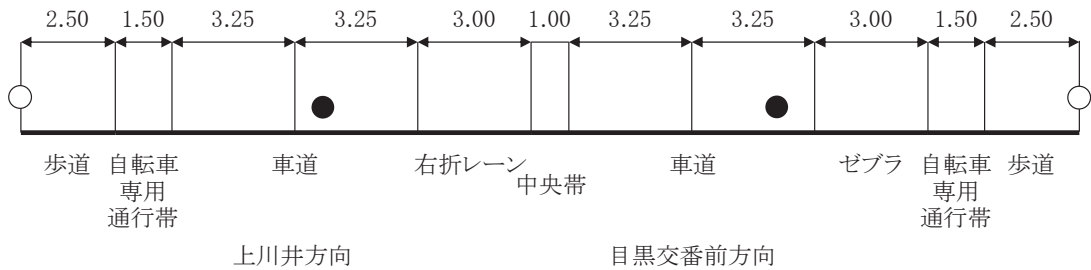 2.50 1.50 3.25 3.25 3.00 1.00 3.25 3.25 3.00 1.50 2.50
歩道 自転車専用通行帯 車道 右折レーン 中央帯 車道 ゼブラ 自転車専用通行帯 歩道
上川井方向 目黒交番前方向